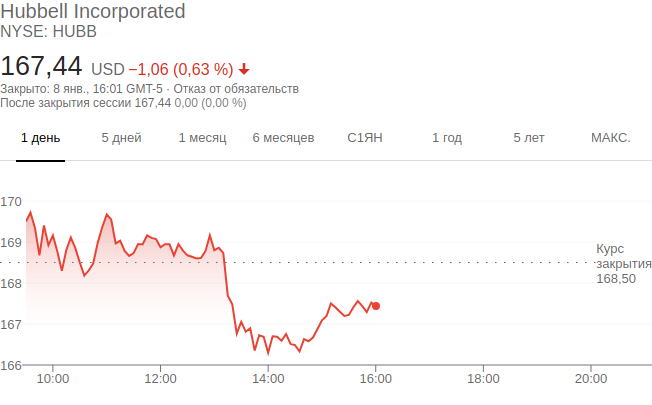 Hubbell Incorporated
NYSE: HUBB
167,44 USD −1,06 (0,63 %)
Закрыто: 8 янв., 16:01 GMT-5 · Отказ от обязательств
После закрытия сессии 167,44 0,00 (0,00 %)
1 день 5 дней 1 месяц 6 месяцев С1ЯН 1 год 5 лет МАКС.
170
169
Курс
закрытия
168,50
168
167
166
10:00 12:00 14:00 16:00 18:00 20:00